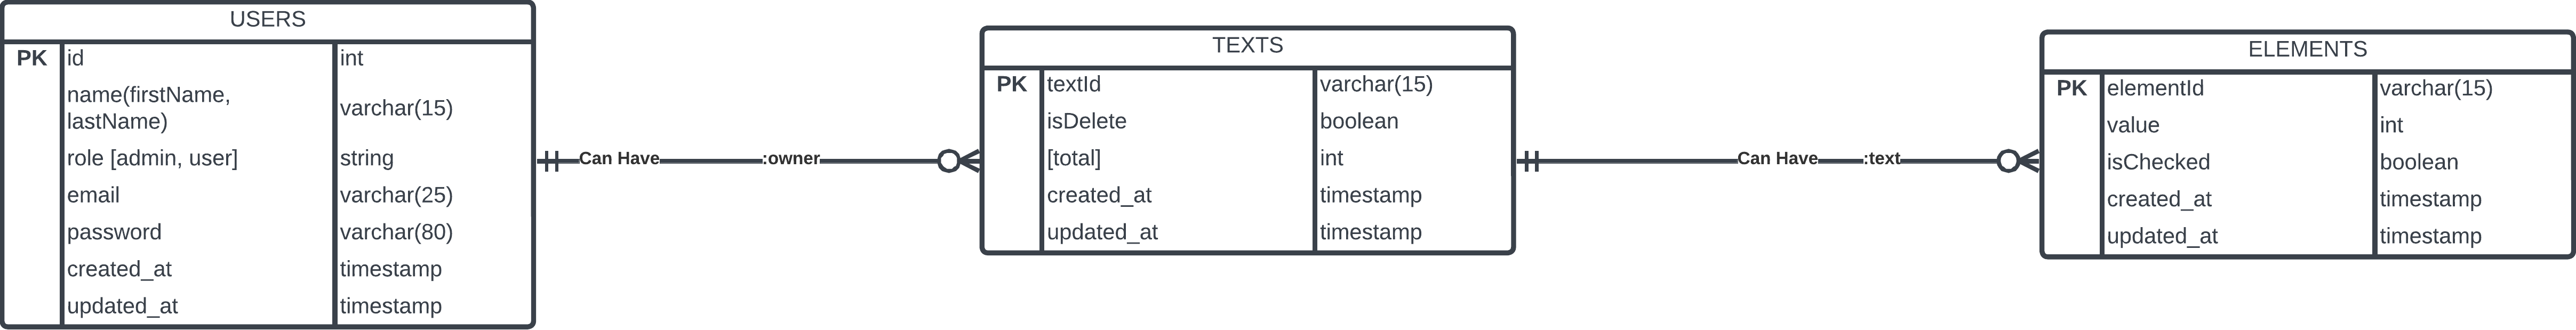 USERS
PK id int
name(firstName,
lastName) varchar(15)
role [admin, user] string
email varchar(25)
password varchar(80)
created_at timestamp
updated_at timestamp
Can Have :owner
TEXTS
PK textId varchar(15)
isDelete boolean
[total] int
created_at timestamp
updated_at timestamp
Can Have :text
ELEMENTS
PK elementId varchar(15)
value int
isChecked boolean
created_at timestamp
updated_at timestamp